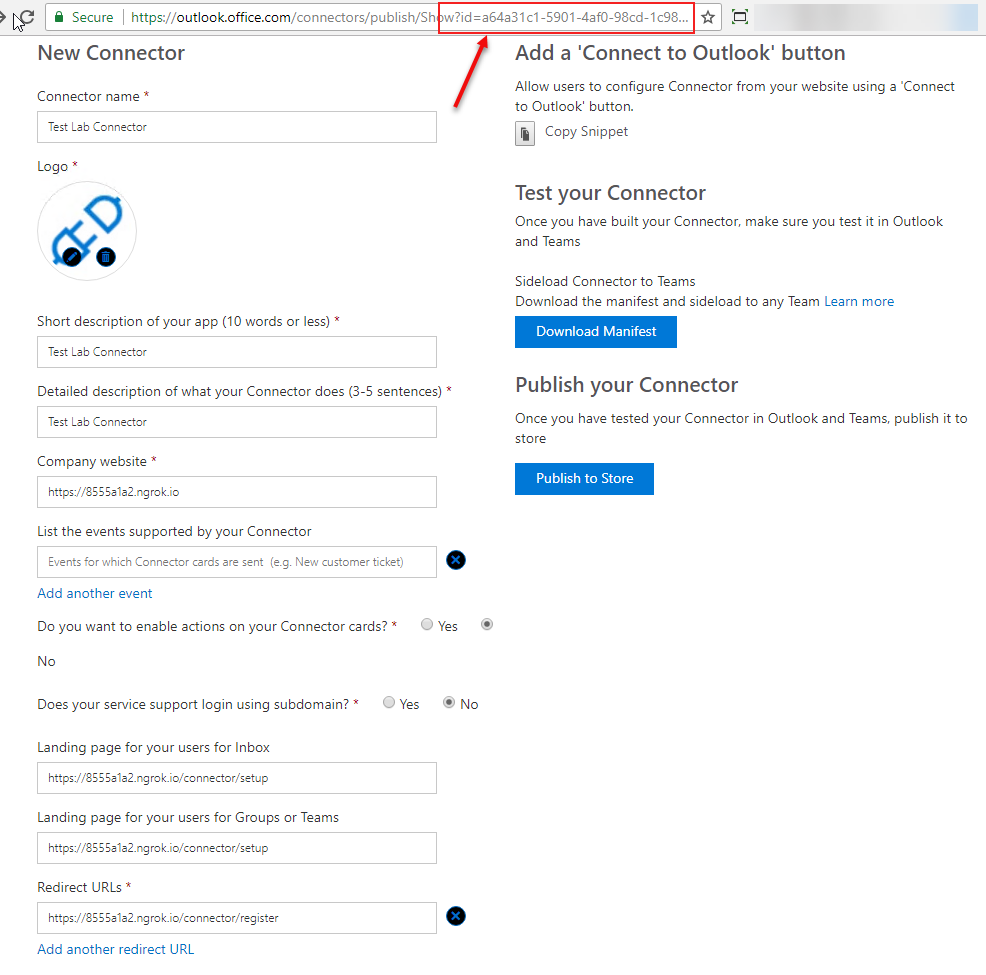 Secure https://outlook.office.com/connectors/publish/Show?id=a64a31c1-5901-4af0-98cd-1c98...
New Connector
Connector name *
Test Lab Connector
Logo *
Short description of your app (10 words or less) *
Test Lab Connector
Detailed description of what your Connector does (3-5 sentences) *
Test Lab Connector
Company website *
https://8555a1a2.ngrok.io
List the events supported by your Connector
Events for which Connector cards are sent (e.g. New customer ticket)
Add another event
Do you want to enable actions on your Connector cards? * Yes
No
Does your service support login using subdomain? * Yes No
Landing page for your users for Inbox
https://8555a1a2.ngrok.io/connector/setup
Landing page for your users for Groups or Teams
https://8555a1a2.ngrok.io/connector/setup
Redirect URLs *
https://8555a1a2.ngrok.io/connector/register
Add another redirect URL
Add a 'Connect to Outlook' button
Allow users to configure Connector from your website using a 'Connect
to Outlook' button.
Copy Snippet
Test your Connector
Once you have built your Connector, make sure you test it in Outlook
and Teams
Sideload Connector to Teams
Download the manifest and sideload to any Team Learn more
Download Manifest
Publish your Connector
Once you have tested your Connector in Outlook and Teams, publish it to
store
Publish to Store